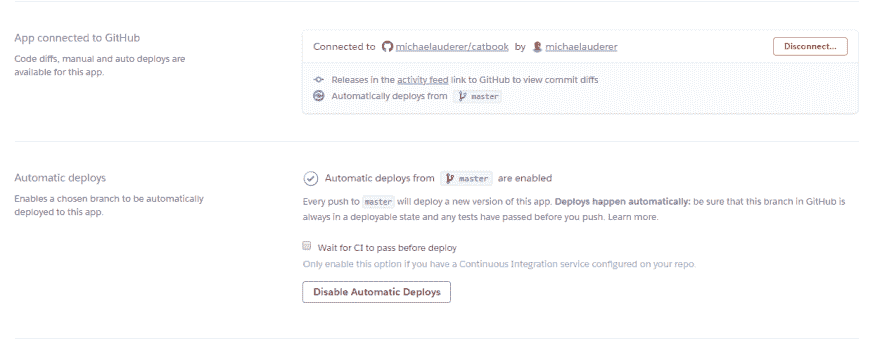 App connected to GitHub
Code diffs, manual and auto deploys are
available for this app.
Connected to michaelauderer/catbook by michaelauderer
Disconnect...
Releases in the activity feed link to GitHub to view commit diffs
Automatically deploys from master
Automatic deploys
Enables a chosen branch to be automatically
deployed to this app.
Automatic deploys from master are enabled
Every push to master will deploy a new version of this app. Deploys happen automatically: be sure that this branch in GitHub is
always in a deployable state and any tests have passed before you push. Learn more.
Wait for CI to pass before deploy
Only enable this option if you have a Continuous Integration service configured on your repo.
Disable Automatic Deploys